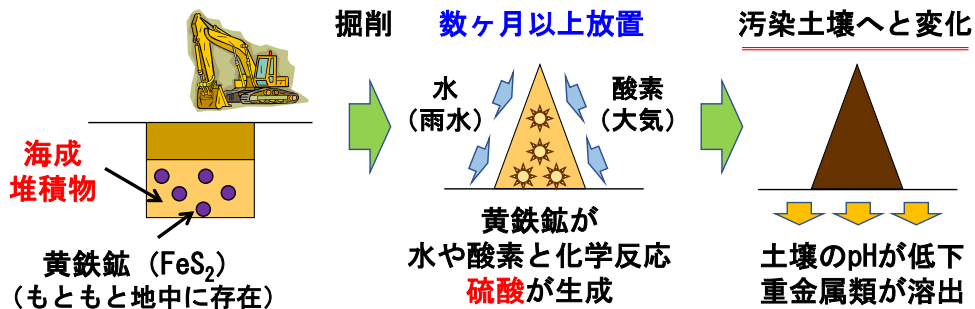 掘削
数ヶ月以上放置
汚染土壌へと変化
水
(雨水)
酸素
(大気)
海成
堆積物
黄鉄鉱(FeS₂)
(もともと地中に存在)
黄鉄鉱が
水や酸素と化学反応
硫酸が生成
土壌のpHが低下
重金属類が溶出